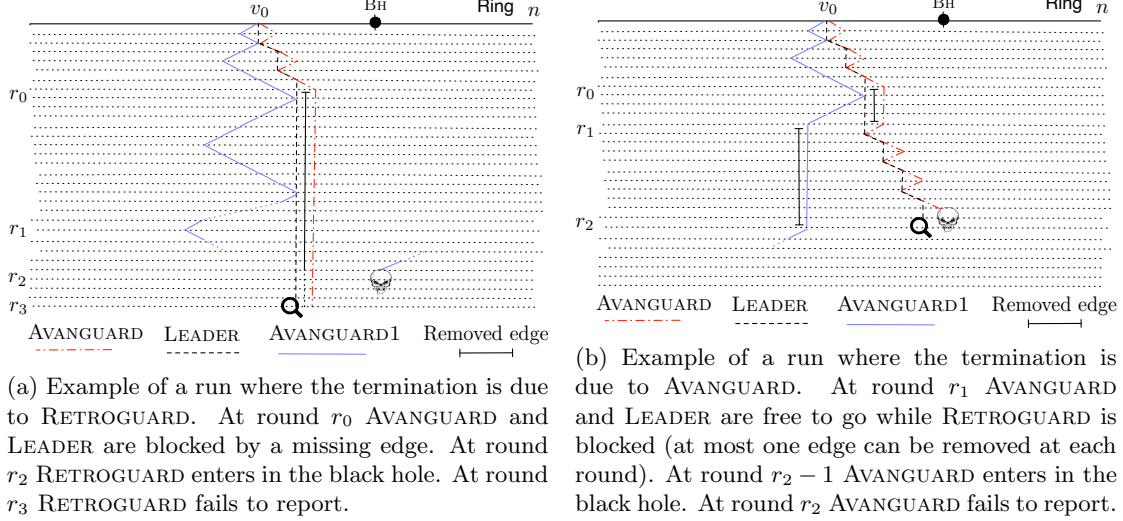 v0 BH Ring n
r0
r1
r2
r3
AVANGUARD LEADER AVANGUARD1 Removed edge
(a) Example of a run where the termination is due
to RETROGUARD. At round r0 AVANGUARD and
LEADER are blocked by a missing edge. At round
r2 RETROGUARD enters in the black hole. At round
r3 RETROGUARD fails to report.
v0 BH Ring n
r0
r1
r2
AVANGUARD LEADER AVANGUARD1 Removed edge
(b) Example of a run where the termination is
due to AVANGUARD. At round r1 AVANGUARD
and LEADER are free to go while RETROGUARD is
blocked (at most one edge can be removed at each
round). At round r2 − 1 AVANGUARD enters in the
black hole. At round r2 AVANGUARD fails to report.